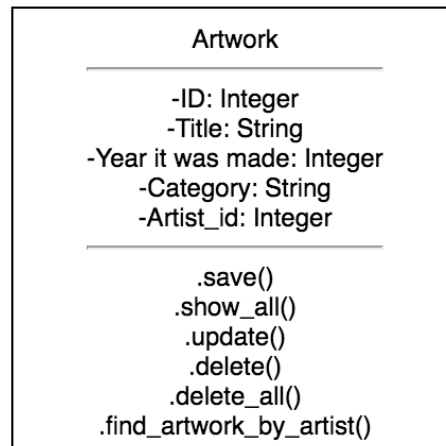 Artwork
-ID: Integer
-Title: String
-Year it was made: Integer
-Category: String
-Artist_id: Integer
.save()
.show_all()
.update()
.delete()
.delete_all()
.find_artwork_by_artist()